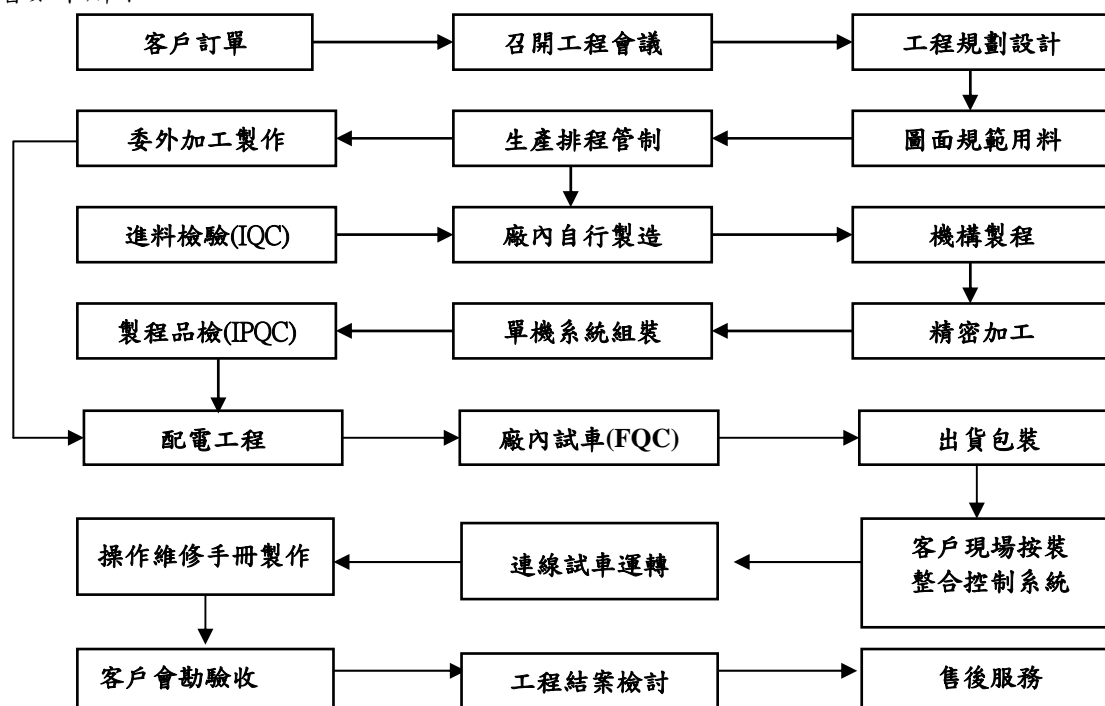 客戶訂單
召開工程會議
工程規劃設計
委外加工製作
生產排程管制
圖面規範用料
進料檢驗(IQC)
廠內自行製造
機構製程
製程品檢(IPQC)
單機系統組裝
精密加工
配電工程
廠內試車(FQC)
出貨包裝
操作維修手冊製作
連線試車運轉
客戶現場按裝
整合控制系統
客戶會勘驗收
工程結案檢討
售後服務